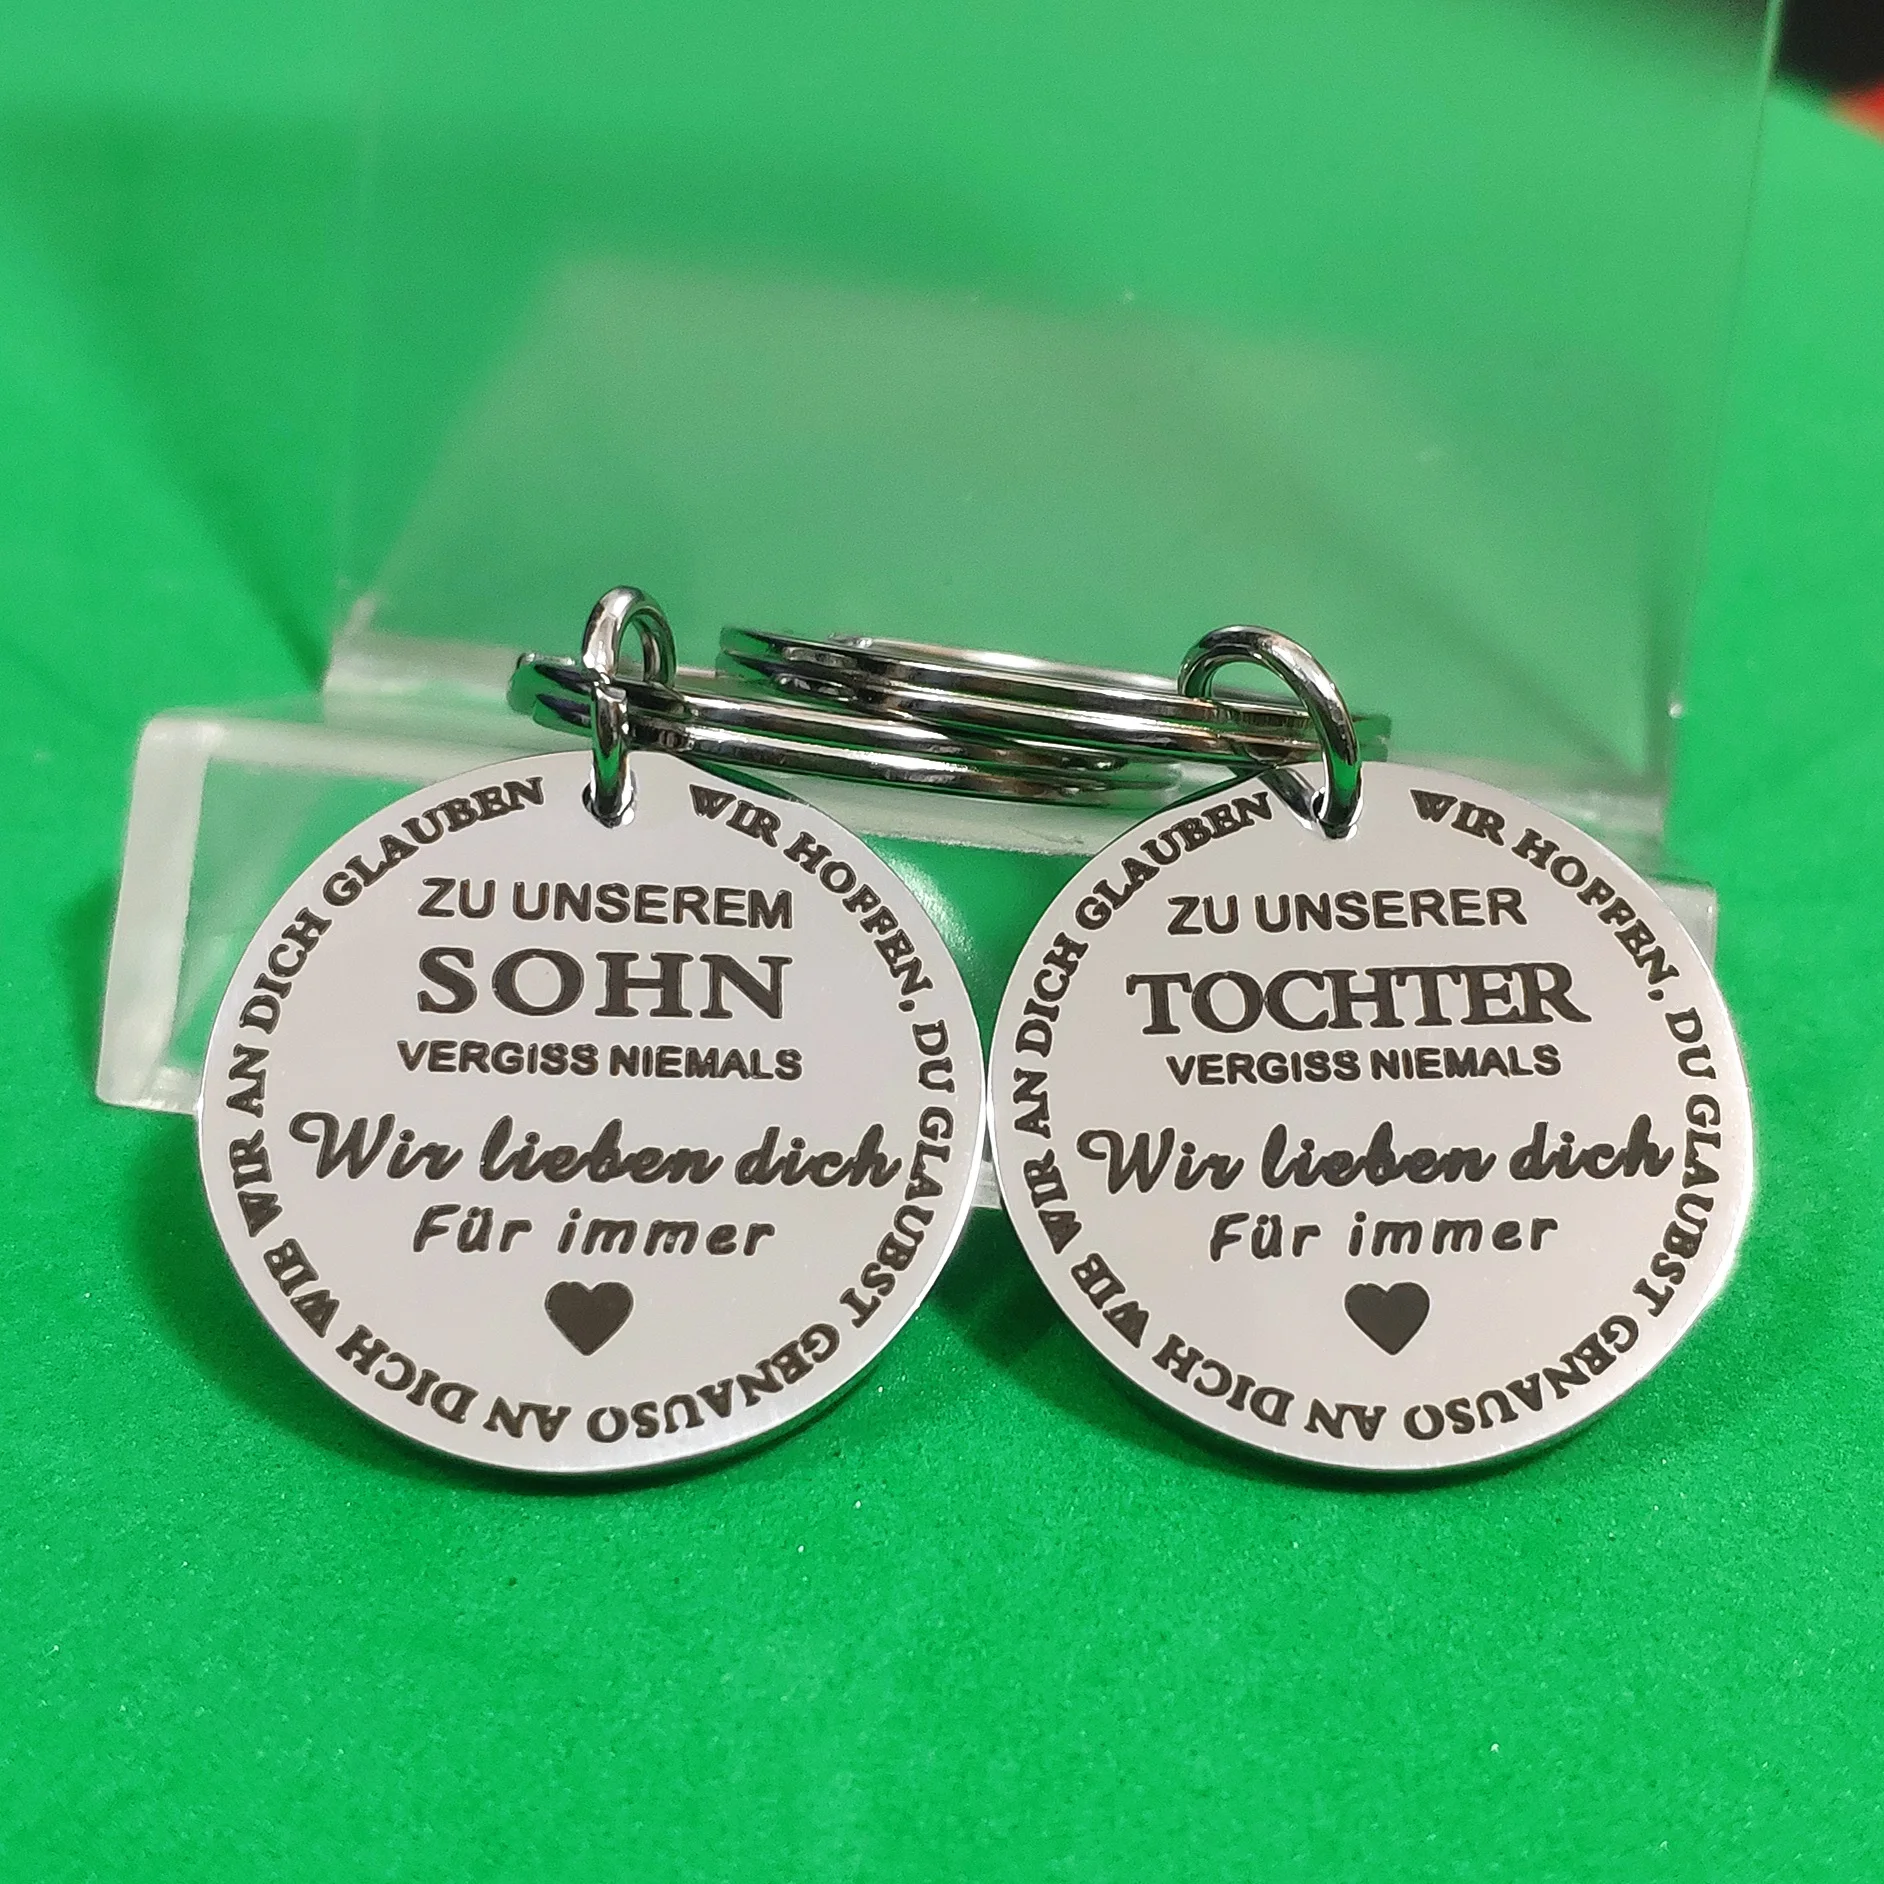 WIR HOFFEN, DU GLAUBST GENAUSO AN DICH WIE WIR AN DICH GLAUBEN
ZU UNSEREM
SOHN
VERGISS NIEMALS
Wir lieben dich
Für immer
WIR HOFFEN, DU GLAUBST GENAUSO AN DICH WIE WIR AN DICH GLAUBEN
ZU UNSERER
TOCHTER
VERGISS NIEMALS
Wir lieben dich
Für immer